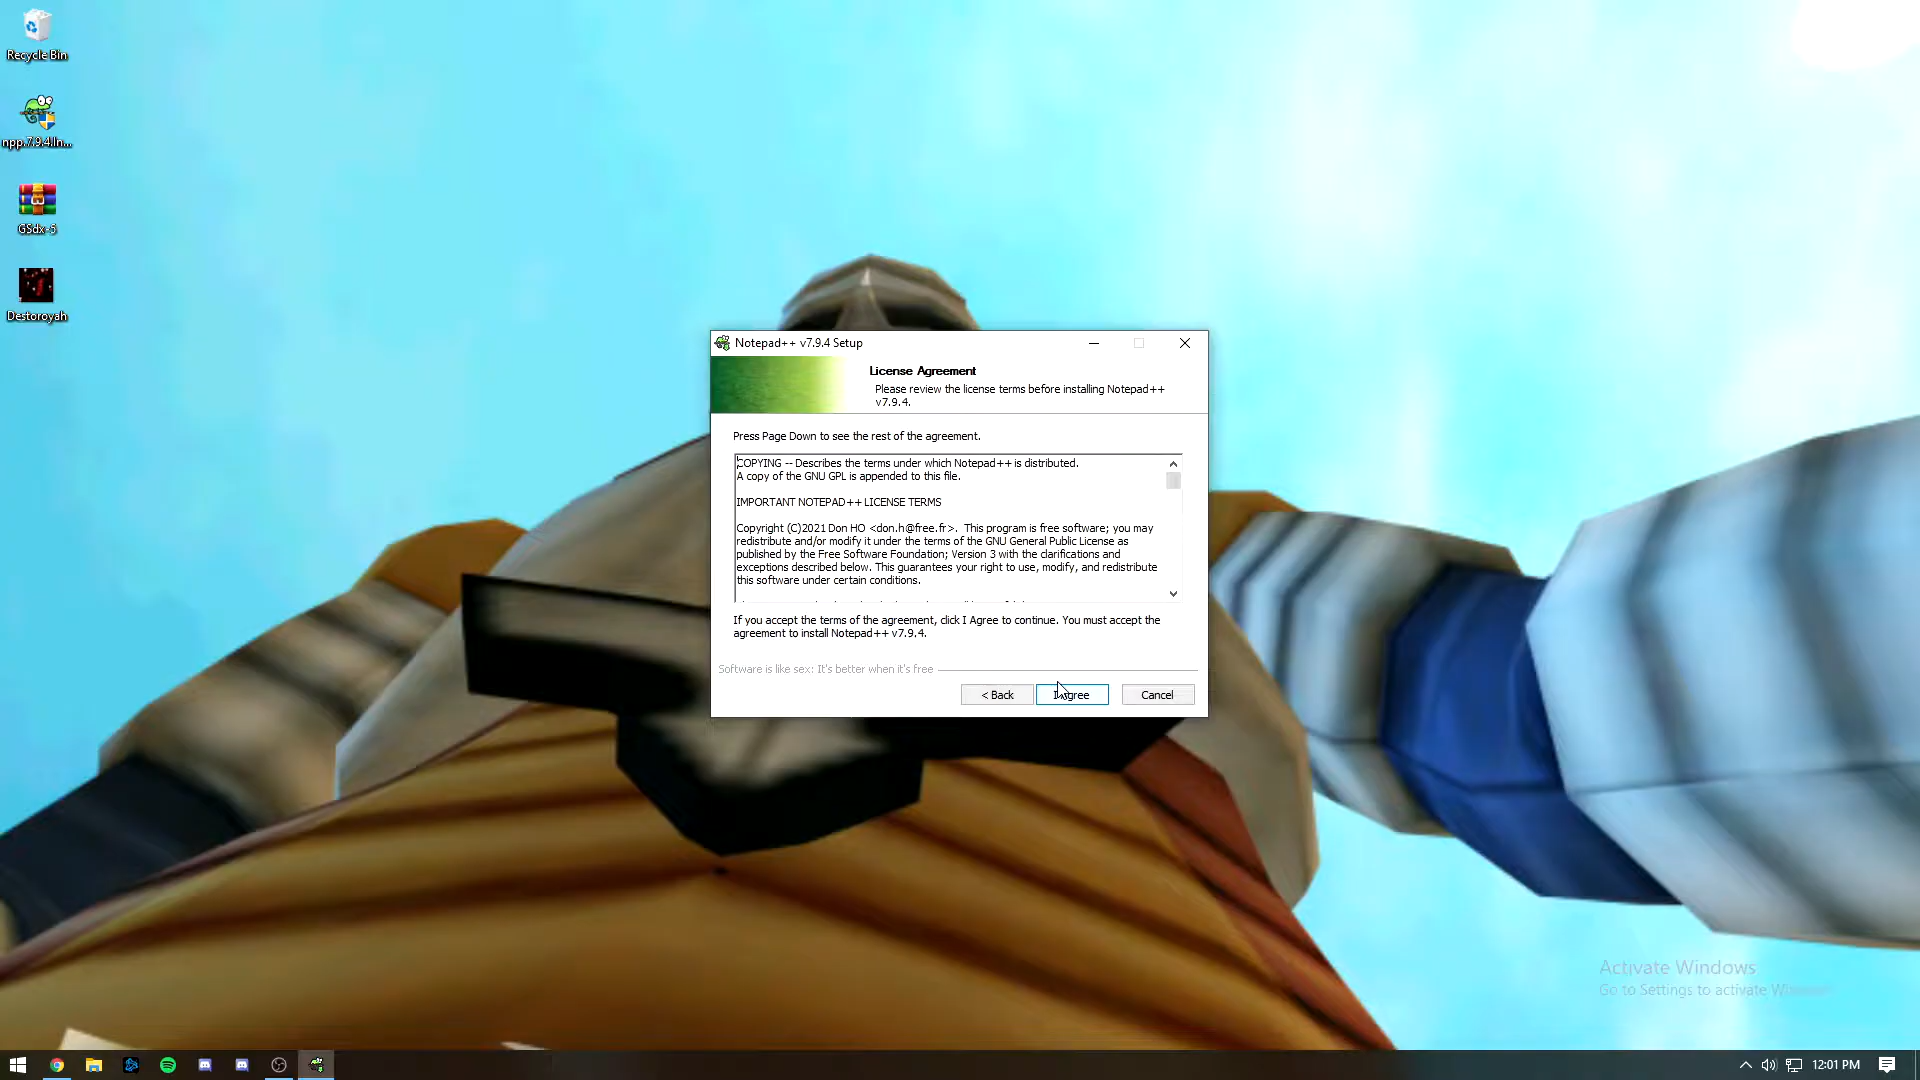 Recycle Bin
npp.7.9.4.In...
GSdx-5
Destoroyah
Notepad++ v7.9.4 Setup
License Agreement
Please review the license terms before installing Notepad++
v7.9.4.
Press Page Down to see the rest of the agreement.
COPYING -- Describes the terms under which Notepad++ is distributed.
A copy of the GNU GPL is appended to this file.
IMPORTANT NOTEPAD++ LICENSE TERMS
Copyright (C)2021 Don HO <don.h@free.fr>.  This program is free software; you may
redistribute and/or modify it under the terms of the GNU General Public License as
published by the Free Software Foundation; Version 3 with the clarifications and
exceptions described below. This guarantees your right to use, modify, and redistribute
this software under certain conditions.
If you accept the terms of the agreement, click I Agree to continue. You must accept the
agreement to install Notepad++ v7.9.4.
Software is like sex: It's better when it's free
< Back
I Agree
Cancel
Activate Windows
Go to Settings to activate Windows.
12:01 PM